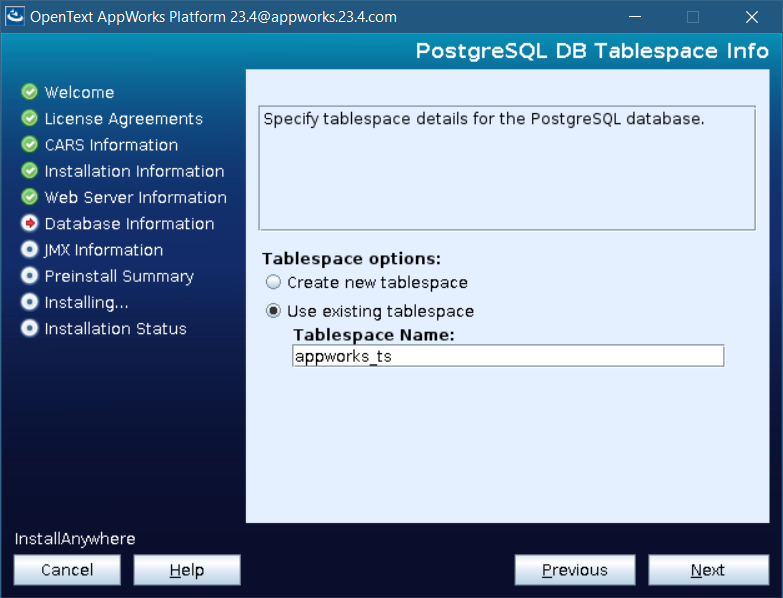 OpenText AppWorks Platform 23.4@appworks.23.4.com
PostgreSQL DB Tablespace Info
Welcome
License Agreements
CARS Information
Installation Information
Web Server Information
Database Information
JMX Information
Preinstall Summary
Installing...
Installation Status
Specify tablespace details for the PostgreSQL database.
Tablespace options:
Create new tablespace
Use existing tablespace
Tablespace Name:
appworks_ts
InstallAnywhere
Cancel
Help
Previous
Next